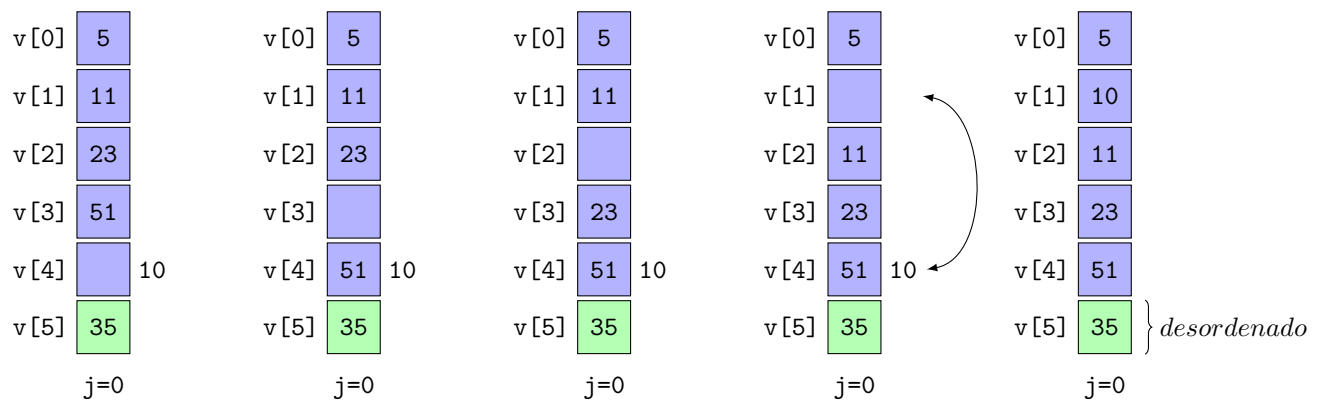 v[0] 5 v[0] 5 v[0] 5 v[0] 5 v[0] 5
v[1] 11 v[1] 11 v[1] 11 v[1] v[1] 10
v[2] 23 v[2] 23 v[2] v[2] 11 v[2] 11
v[3] 51 v[3] v[3] 23 v[3] 23 v[3] 23
v[4] 10 v[4] 51 10 v[4] 51 10 v[4] 51 10 v[4] 51
v[5] 35 v[5] 35 v[5] 35 v[5] 35 v[5] 35 desordenado
j=0 j=0 j=0 j=0 j=0